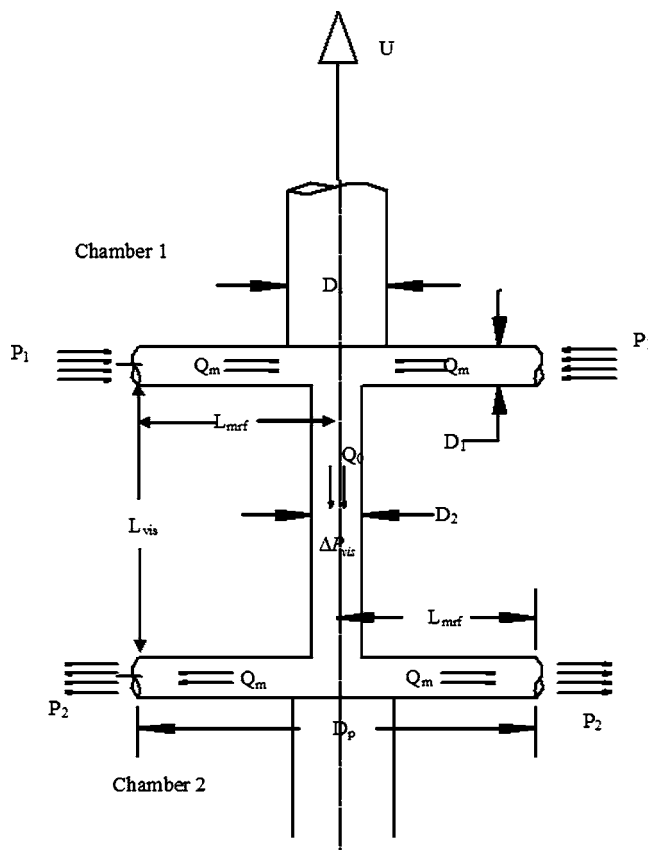 U
Chamber 1
D
P₁
Qₘ
Qₘ
P₁
Lₘᵣf
D₁
Q₀
Lᵥᵢₛ
D₂
ΔPᵥᵢₛ
Lₘᵣf
Qₘ
Qₘ
P₂
Dₚ
P₂
Chamber 2